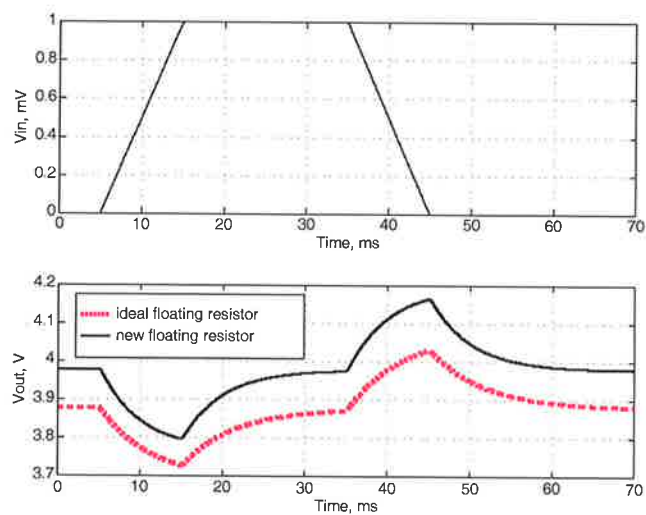 1
0.8
0.6
0.4
0.2
0
Vin, mV
0 10 20 30 40 50 60 70
Time, ms
4.2
4.1
4
3.9
3.8
3.7
Vout, V
ideal floating resistor
new floating resistor
0 10 20 30 40 50 60 70
Time, ms